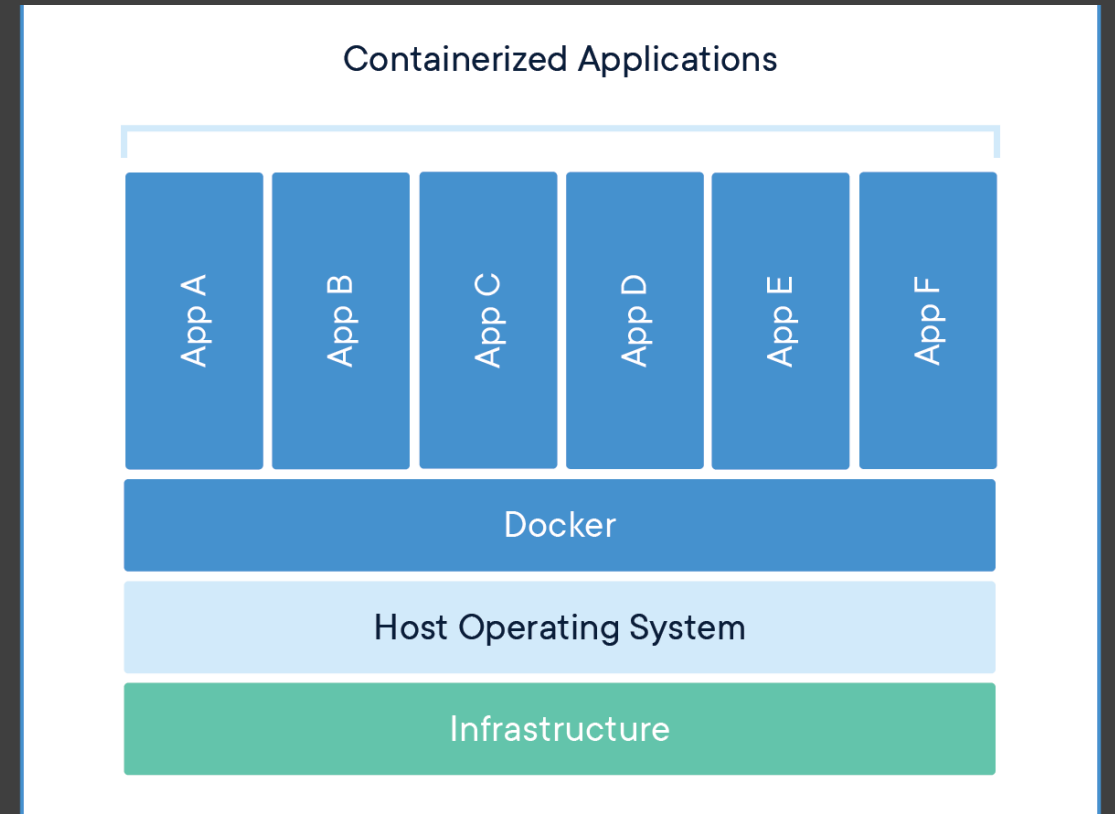 Containerized Applications
App A
App B
App C
App D
App E
App F
Docker
Host Operating System
Infrastructure